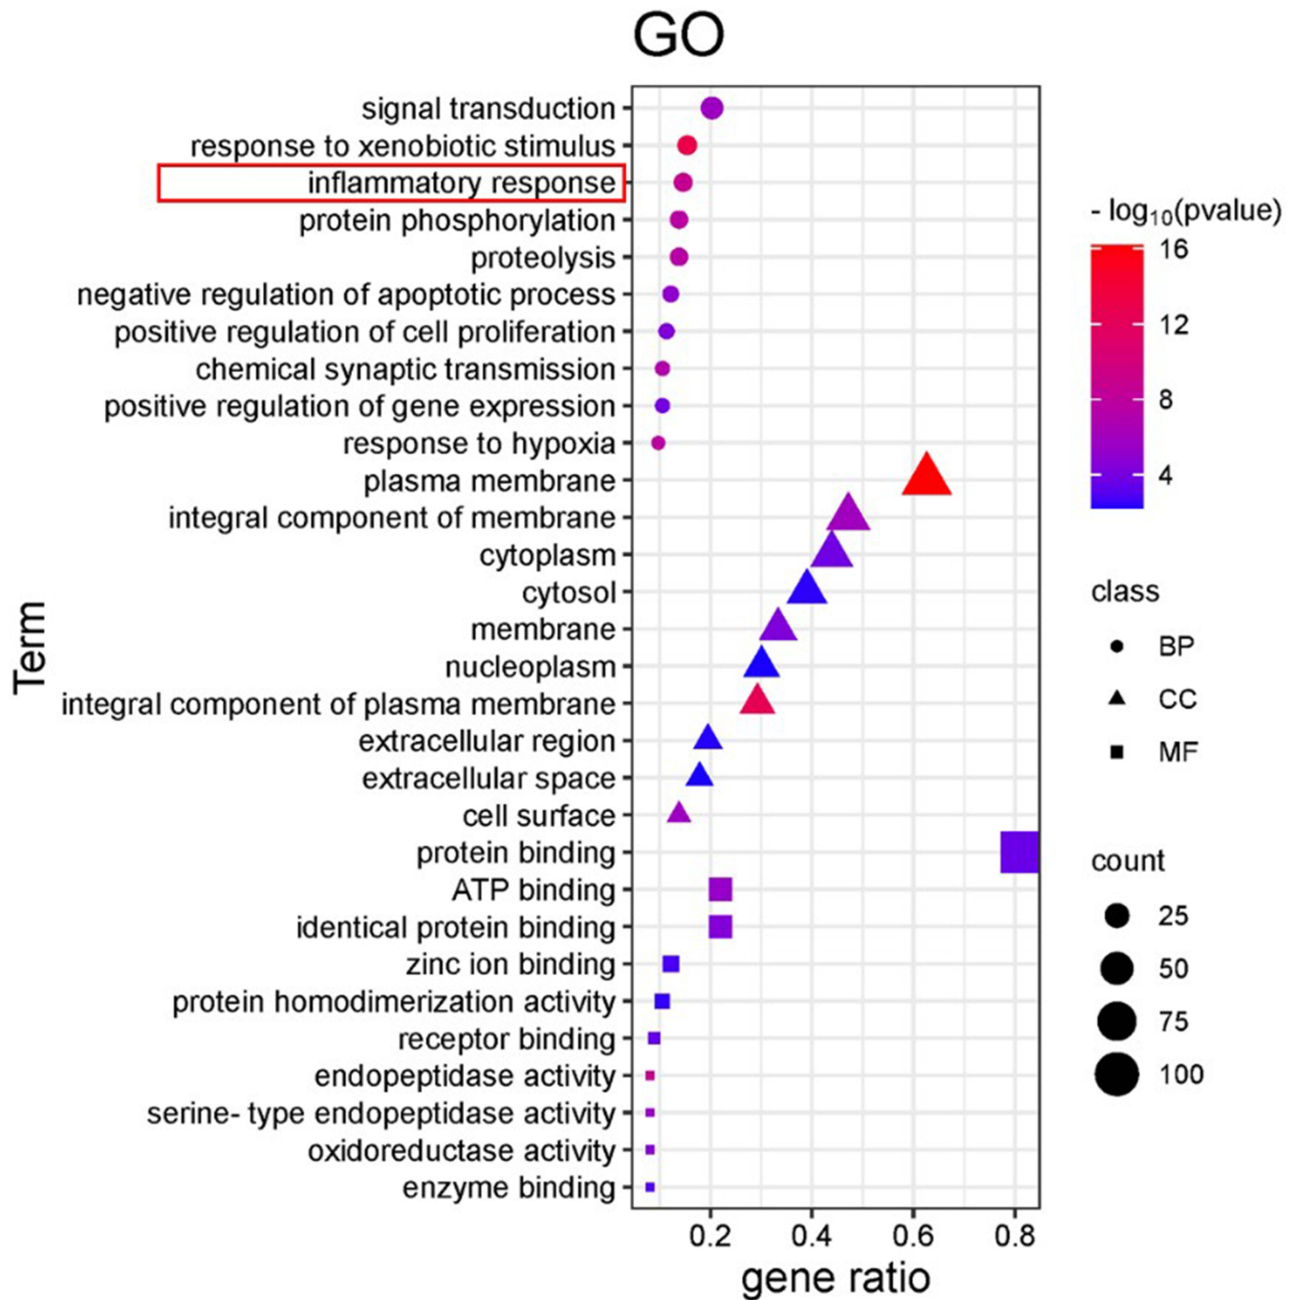 GO
signal transduction
response to xenobiotic stimulus
inflammatory response
protein phosphorylation
proteolysis
negative regulation of apoptotic process
positive regulation of cell proliferation
chemical synaptic transmission
positive regulation of gene expression
response to hypoxia
plasma membrane
integral component of membrane
cytoplasm
cytosol
membrane
nucleoplasm
integral component of plasma membrane
extracellular region
extracellular space
cell surface
protein binding
ATP binding
identical protein binding
zinc ion binding
protein homodimerization activity
receptor binding
endopeptidase activity
serine- type endopeptidase activity
oxidoreductase activity
enzyme binding
Term
0.2 0.4 0.6 0.8
gene ratio
- log₁₀(pvalue)
16
12
8
4
class
BP
CC
MF
count
25
50
75
100